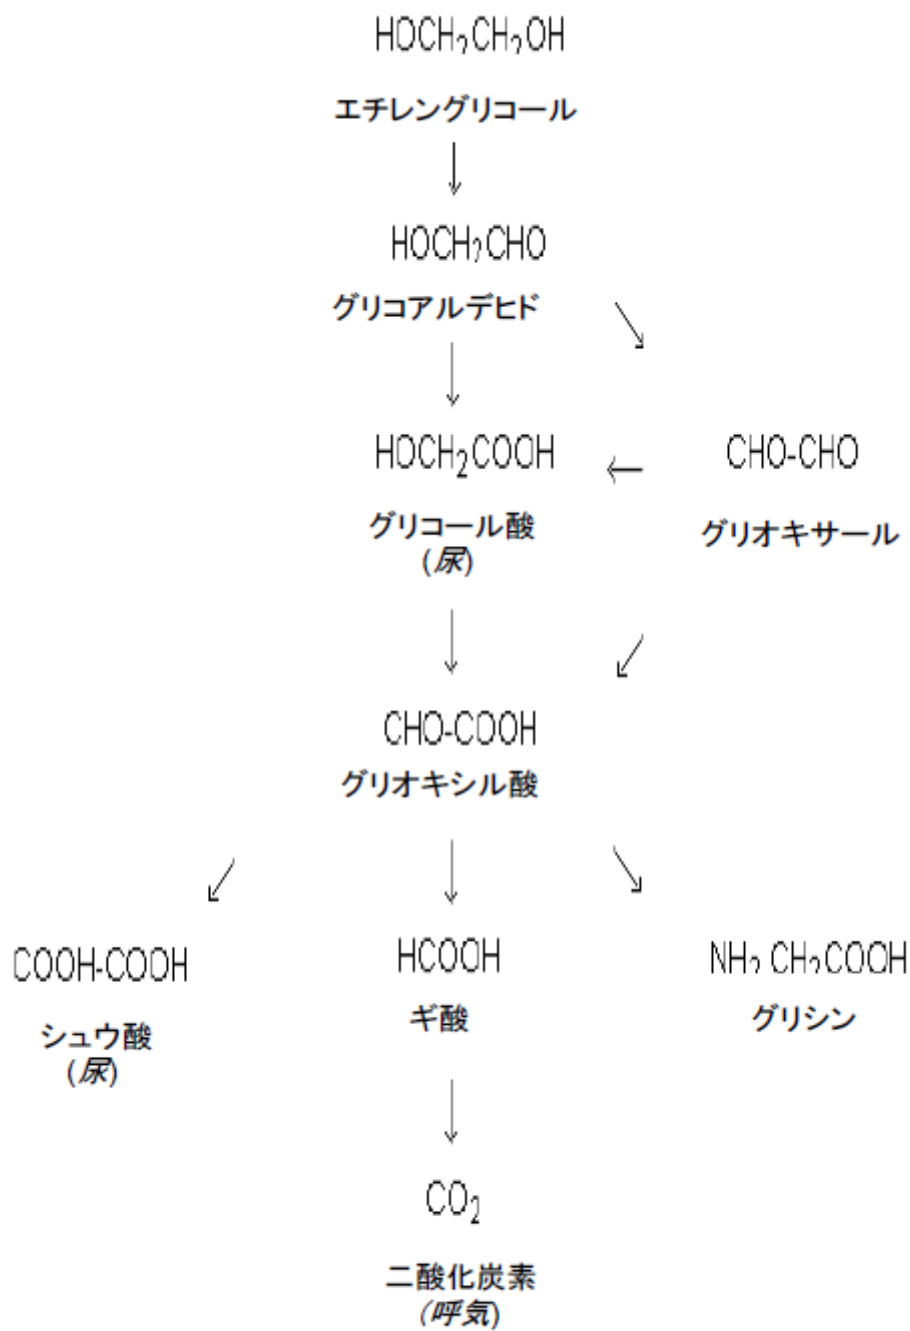 HOCH₂CH₂OH
エチレングリコール
HOCH₂CHO
グリコアルデヒド
HOCH₂COOH
CHO-CHO
グリコール酸
(尿)
グリオキサール
CHO-COOH
グリオキシル酸
COOH-COOH
HCOOH
NH₂ CH₂COOH
シュウ酸
(尿)
ギ酸
グリシン
CO₂
二酸化炭素
(呼気)